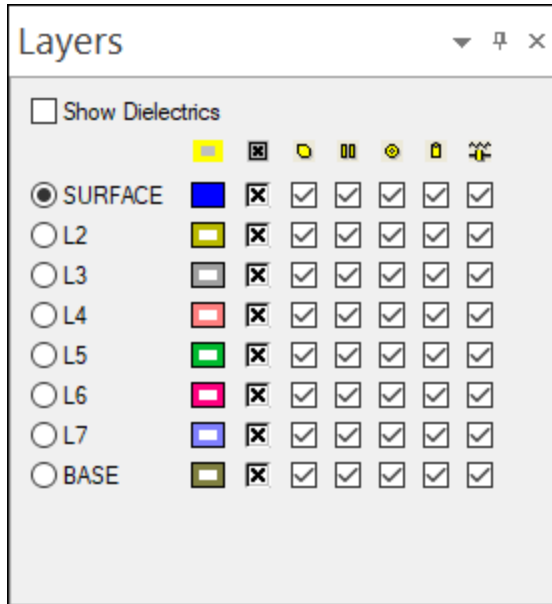 Layers
Show Dielectrics
SURFACE
L2
L3
L4
L5
L6
L7
BASE